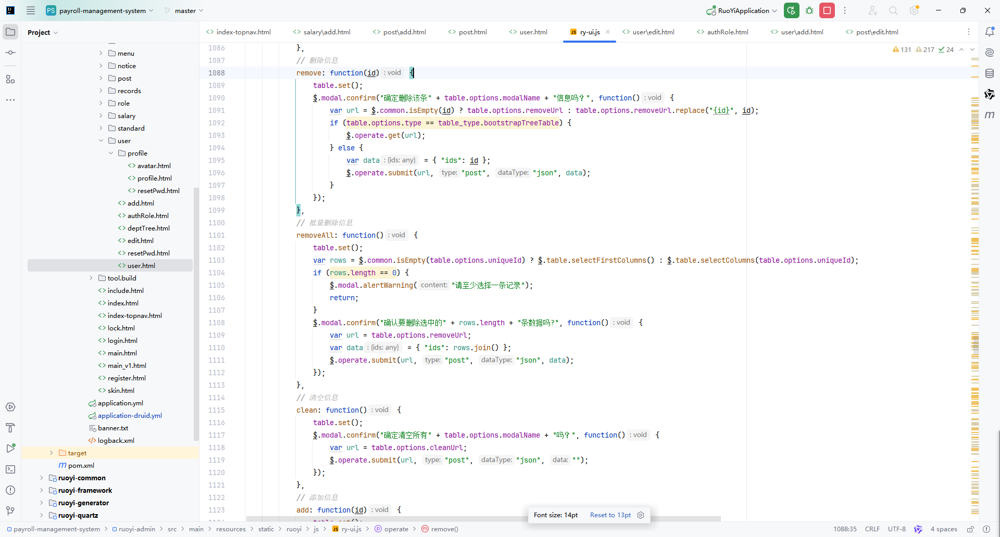 PS payroll-management-system master RuoYiApplication
Project
index-topnav.html salary\add.html post\add.html post.html user.html JS ry-ui.js user\edit.html authRole.html user\add.html post\edit.html
menu
notice
post
records
role
salary
standard
user
profile
avatar.html
profile.html
resetPwd.html
add.html
authRole.html
deptTree.html
edit.html
resetPwd.html
user.html
tool.build
include.html
index.html
index-topnav.html
lock.html
login.html
main.html
main_v1.html
register.html
skin.html
application.yml
application-druid.yml
banner.txt
logback.xml
target
pom.xml
ruoyi-common
ruoyi-framework
ruoyi-generator
ruoyi-quartz
131 217 24
1086 },
1087 // 删除信息
1088 remove: function(id) : void {
1089 table.set();
1090 $.modal.confirm("确定删除该条" + table.options.modalName + "信息吗？", function() : void {
1091 var url = $.common.isEmpty(id) ? table.options.removeUrl : table.options.removeUrl.replace("{id}", id);
1092 if (table.options.type == table_type.bootstrapTreeTable) {
1093 $.operate.get(url);
1094 } else {
1095 var data : {ids: any} = { "ids": id };
1096 $.operate.submit(url, type: "post", dataType: "json", data);
1097 }
1098 });
1099 },
1100 // 批量删除信息
1101 removeAll: function() : void {
1102 table.set();
1103 var rows = $.common.isEmpty(table.options.uniqueId) ? $.table.selectFirstColumns() : $.table.selectColumns(table.options.uniqueId);
1104 if (rows.length == 0) {
1105 $.modal.alertWarning( content: "请至少选择一条记录");
1106 return;
1107 }
1108 $.modal.confirm("确认要删除选中的" + rows.length + "条数据吗?", function() : void {
1109 var url = table.options.removeUrl;
1110 var data : {ids: any} = { "ids": rows.join() };
1111 $.operate.submit(url, type: "post", dataType: "json", data);
1112 });
1113 },
1114 // 清空信息
1115 clean: function() : void {
1116 table.set();
1117 $.modal.confirm("确定清空所有" + table.options.modalName + "吗？", function() : void {
1118 var url = table.options.cleanUrl;
1119 $.operate.submit(url, type: "post", dataType: "json", data: "");
1120 });
1121 },
1122 // 添加信息
1123 add: function(id) : void {
Font size: 14pt Reset to 13pt
payroll-management-system > ruoyi-admin > src > main > resources > static > ruoyi > js > JS ry-ui.js > operate > remove() 1088:35 CRLF UTF-8 4 spaces